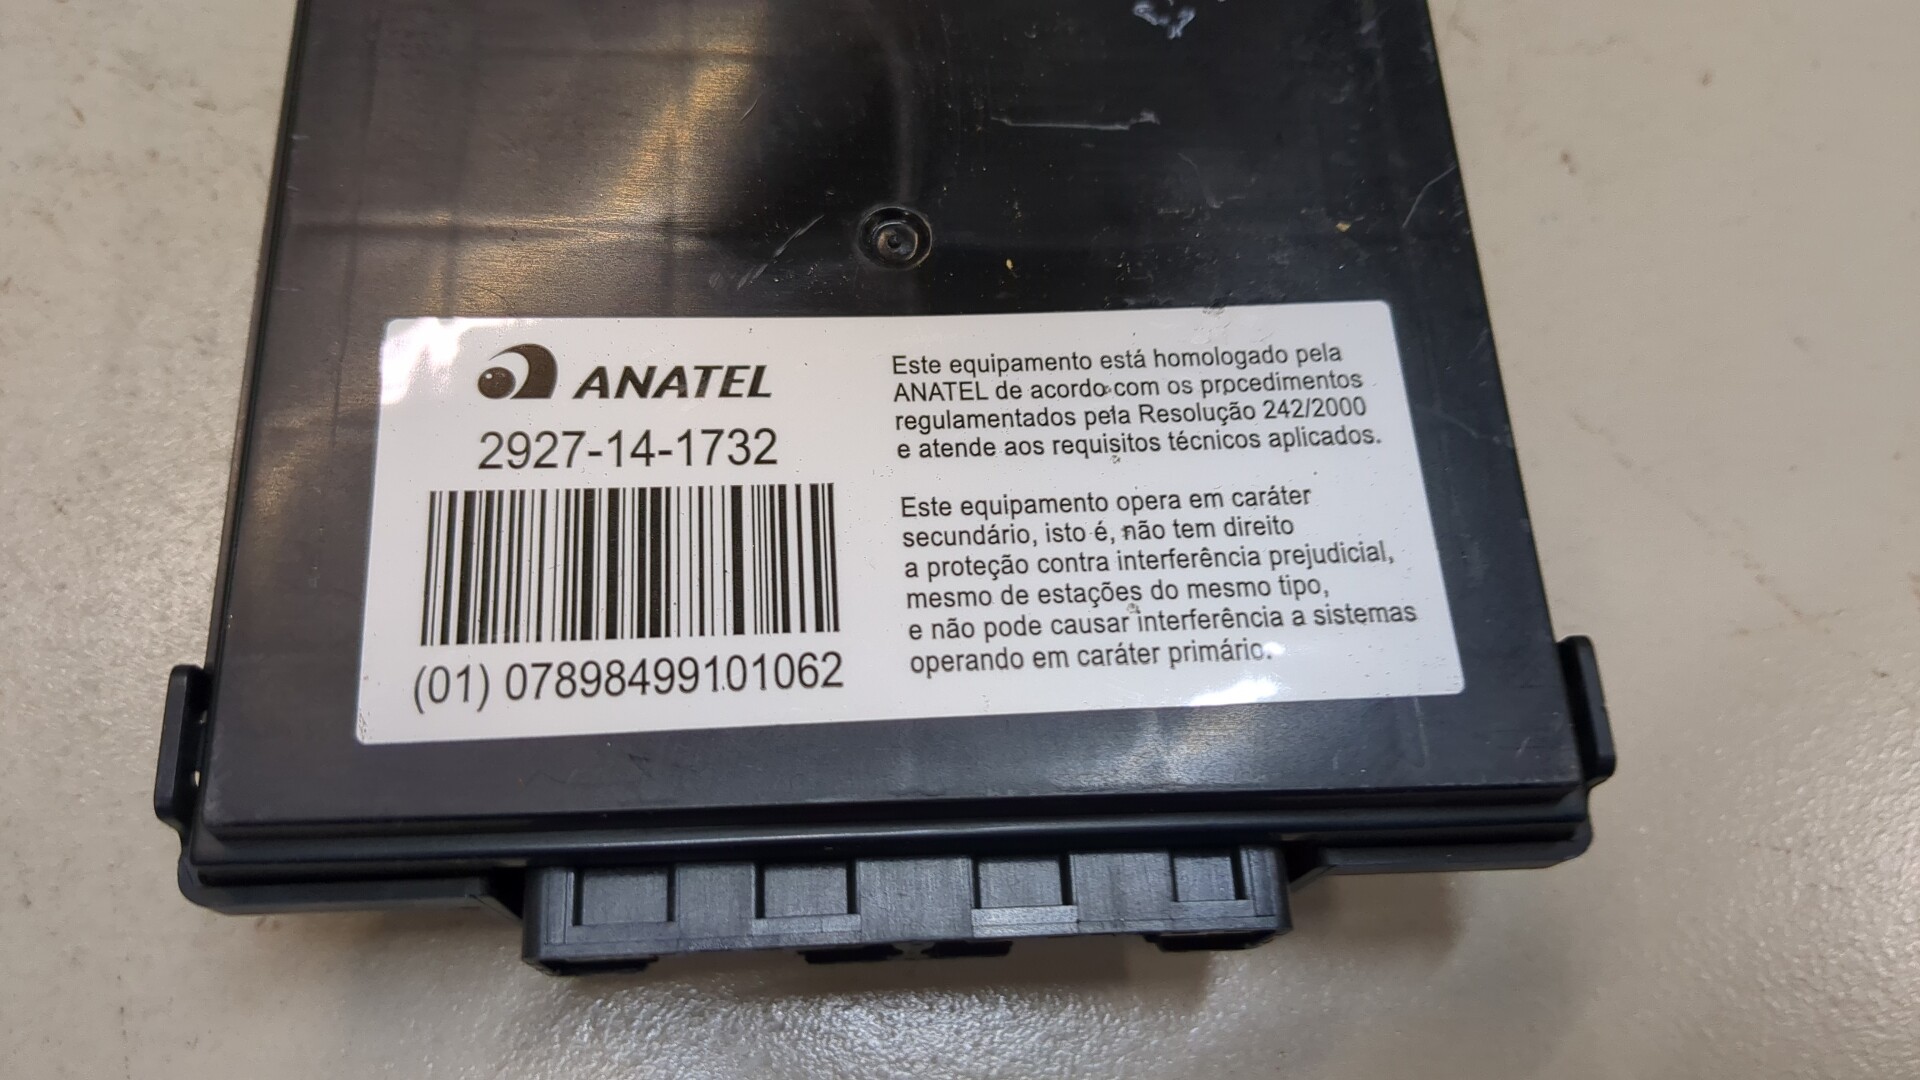 ANATEL
2927-14-1732
(01) 07898499101062
Este equipamento está homologado pela
ANATEL de acordo com os procedimentos
regulamentados pela Resolução 242/2000
e atende aos requisitos técnicos aplicados.
Este equipamento opera em caráter
secundário, isto é, não tem direito
a proteção contra interferência prejudicial,
mesmo de estações do mesmo tipo,
e não pode causar interferência a sistemas
operando em caráter primário.